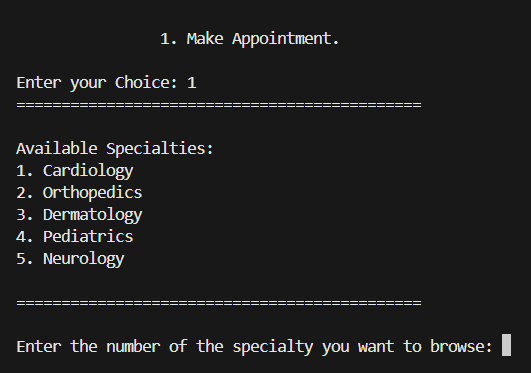 1. Make Appointment.
Enter your Choice: 1
=============================================
Available Specialties:
1. Cardiology
2. Orthopedics
3. Dermatology
4. Pediatrics
5. Neurology
=============================================
Enter the number of the specialty you want to browse: